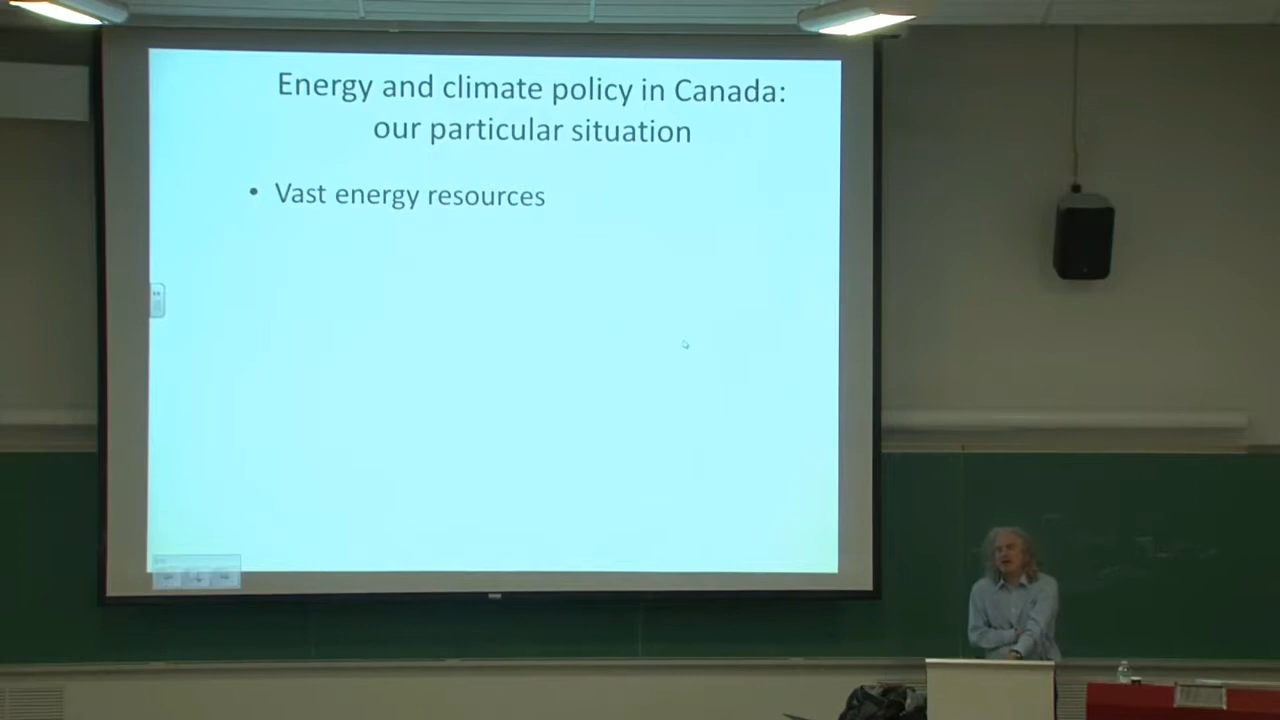 Energy and climate policy in Canada:
our particular situation
• Vast energy resources